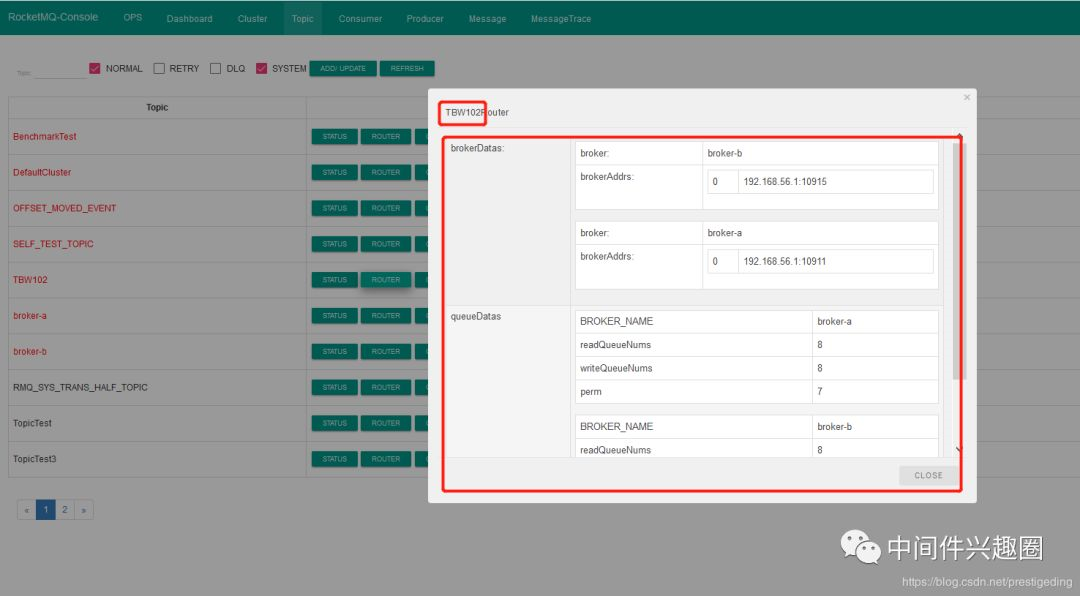 RocketMQ-Console OPS Dashboard Cluster Topic Consumer Producer Message MessageTrace
Topic: NORMAL RETRY DLQ SYSTEM ADD/ UPDATE REFRESH
Topic
BenchmarkTest STATUS ROUTER
DefaultCluster STATUS ROUTER
OFFSET_MOVED_EVENT STATUS ROUTER
SELF_TEST_TOPIC STATUS ROUTER
TBW102 STATUS ROUTER
broker-a STATUS ROUTER
broker-b STATUS ROUTER
RMQ_SYS_TRANS_HALF_TOPIC STATUS ROUTER
TopicTest STATUS ROUTER
TopicTest3 STATUS ROUTER
« 1 2 »
×
TBW102Router
brokerDatas:
broker: broker-b
brokerAddrs: 0 192.168.56.1:10915
broker: broker-a
brokerAddrs: 0 192.168.56.1:10911
queueDatas
BROKER_NAME broker-a
readQueueNums 8
writeQueueNums 8
perm 7
BROKER_NAME broker-b
readQueueNums 8
CLOSE
中间件兴趣圈
https://blog.csdn.net/prestigeding